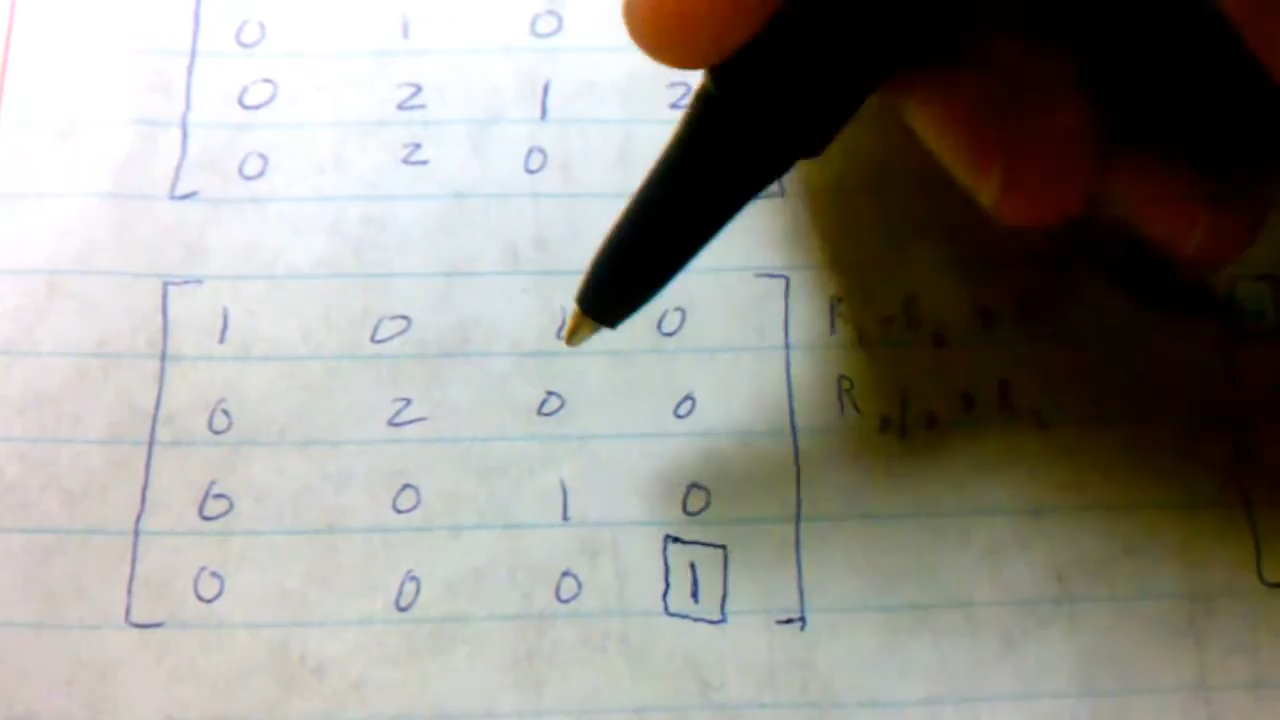 0 1 0
0 2 1 2
0 2 0
1 0 1 0
0 2 0 0 R
0 0 1 0
0 0 0 1